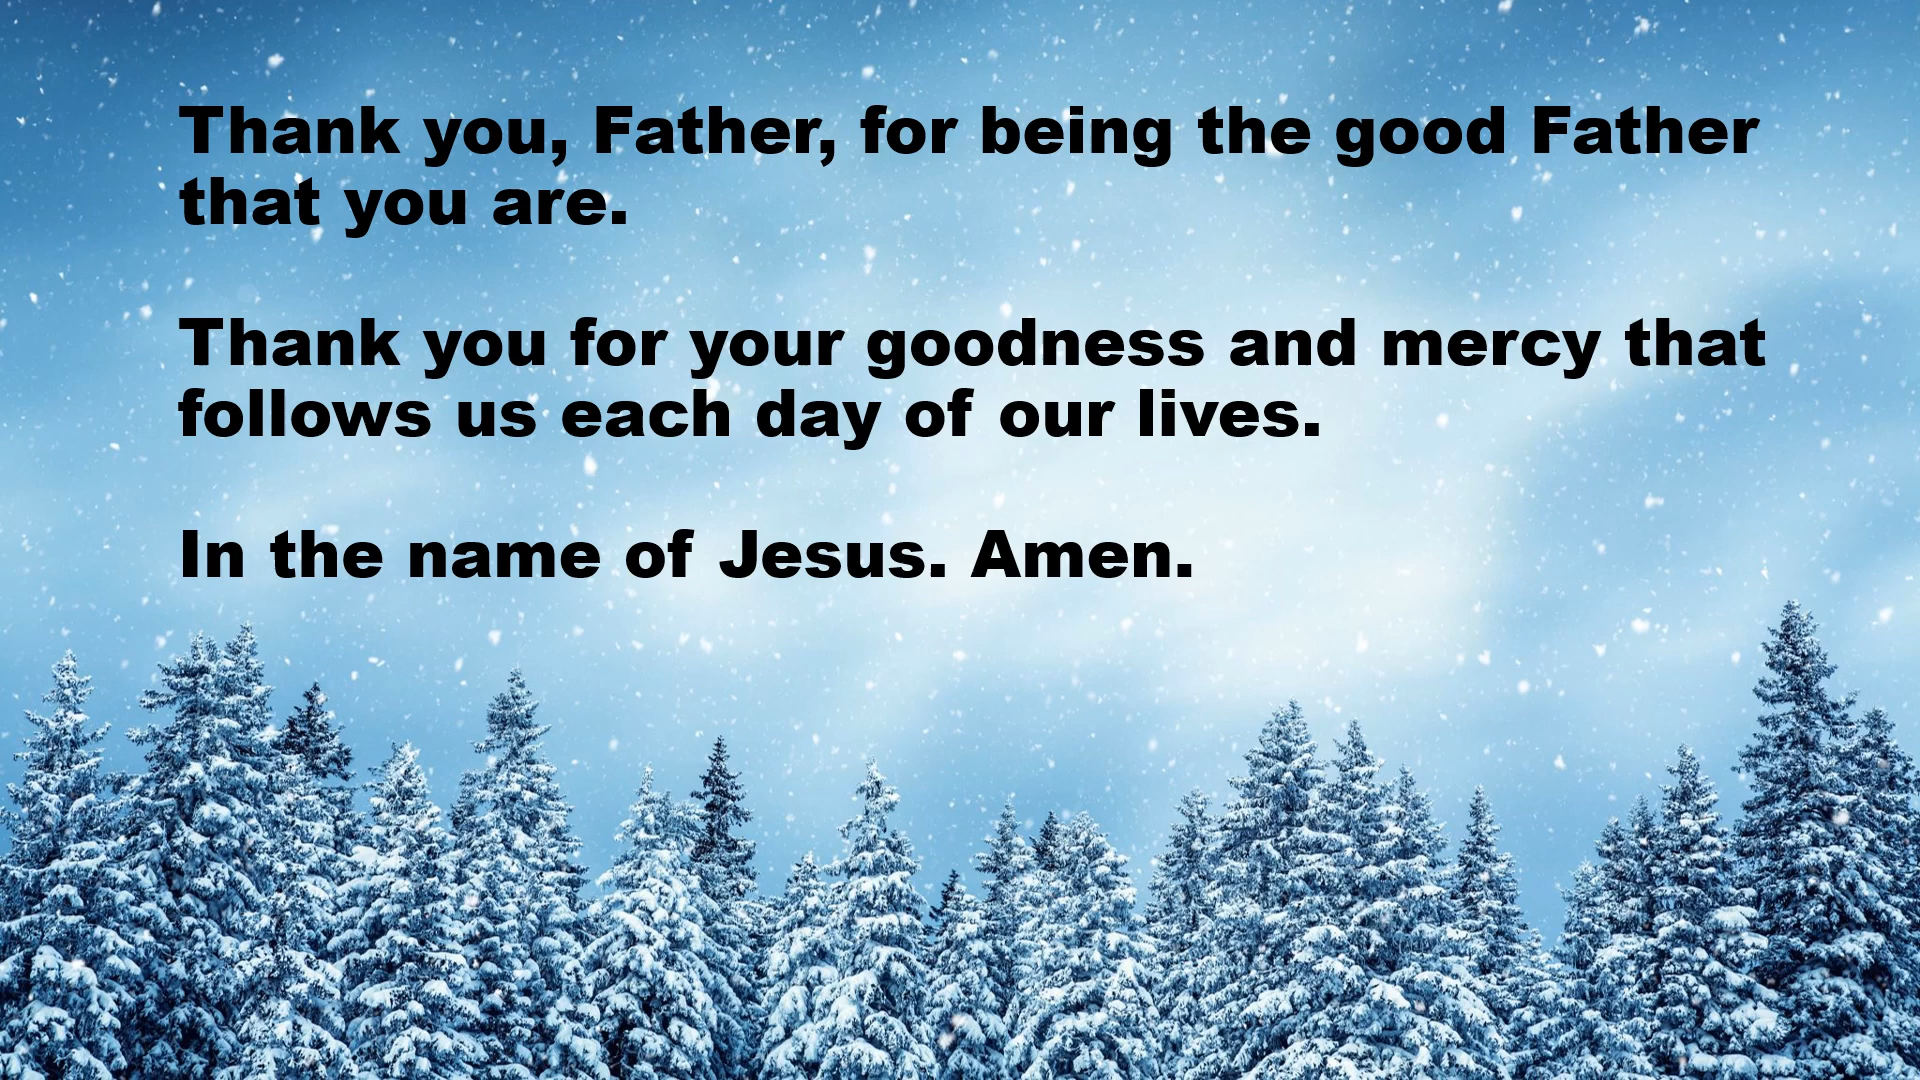 Thank you, Father, for being the good Father
that you are.
Thank you for your goodness and mercy that
follows us each day of our lives.
In the name of Jesus. Amen.